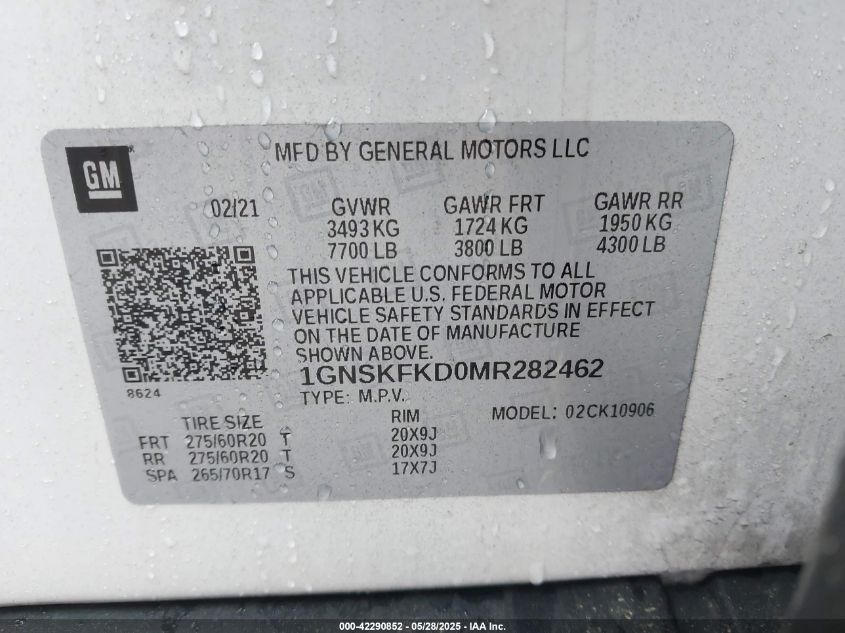 GM
MFD BY GENERAL MOTORS LLC
02/21 GVWR GAWR FRT GAWR RR
3493 KG 1724 KG 1950 KG
7700 LB 3800 LB 4300 LB
THIS VEHICLE CONFORMS TO ALL
APPLICABLE U.S. FEDERAL MOTOR
VEHICLE SAFETY STANDARDS IN EFFECT
ON THE DATE OF MANUFACTURE
SHOWN ABOVE.
1GNSKFKD0MR282462
8624
TYPE: M.P.V.
MODEL: 02CK10906
TIRE SIZE RIM
FRT 275/60R20 T 20X9J
RR 275/60R20 T 20X9J
SPA 265/70R17 S 17X7J
000-42290852 - 05/28/2025 - IAA Inc.